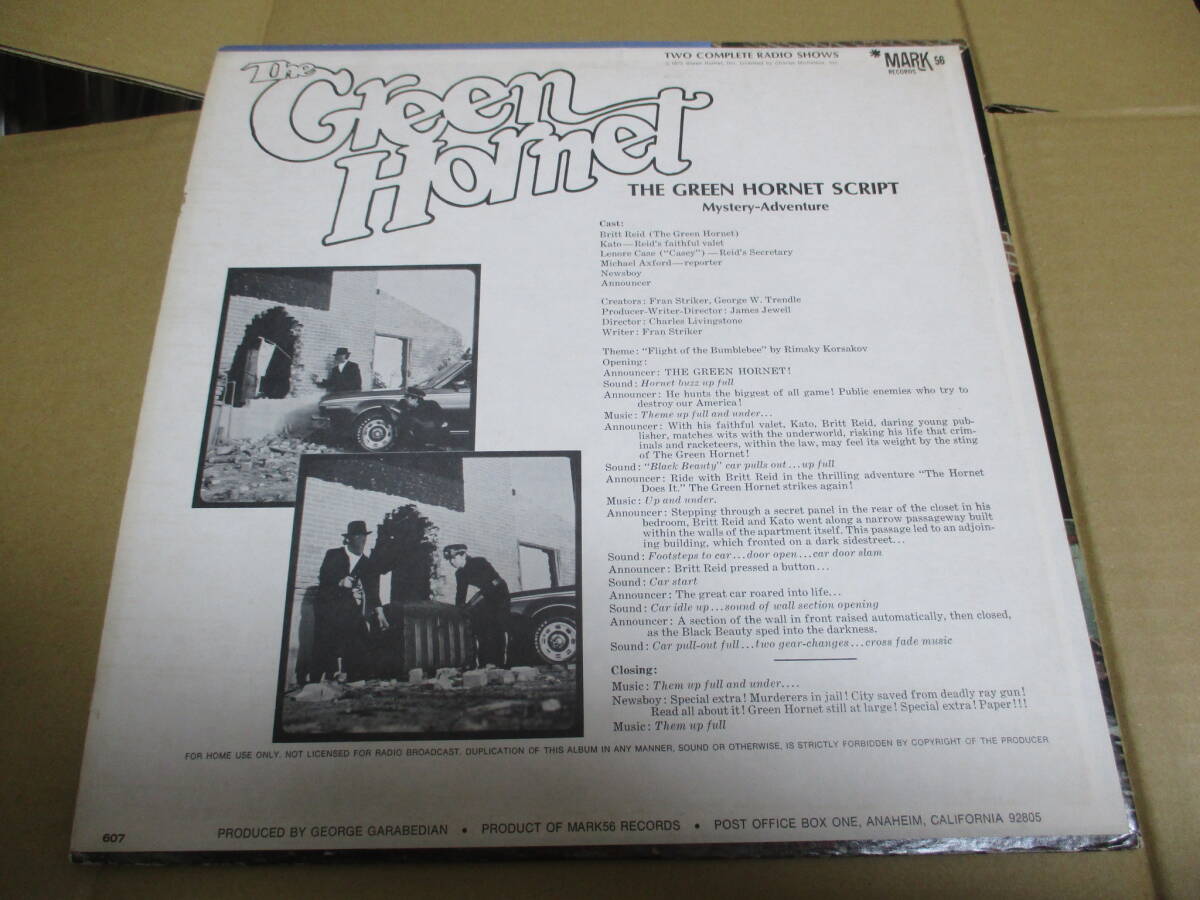 TWO COMPLETE RADIO SHOWS
*MARK 56
RECORDS
The
Green
Hornet
THE GREEN HORNET SCRIPT
Mystery-Adventure
Cast:
Britt Reid (The Green Hornet)
Kato—Reid's faithful valet
Lenore Case ("Casey")—Reid's Secretary
Michael Axford—reporter
Newsboy
Announcer
Creators: Fran Striker, George W. Trendle
Producer-Writer-Director: James Jewell
Director: Charles Livingstone
Writer: Fran Striker
Theme: "Flight of the Bumblebee" by Rimsky Korsakov
Opening:
Announcer: THE GREEN HORNET!
Sound: Hornet buzz up full
Announcer: He hunts the biggest of all game! Public enemies who try to
destroy our America!
Music: Theme up full and under...
Announcer: With his faithful valet, Kato, Britt Reid, daring young pub-
lisher, matches wits with the underworld, risking his life that crim-
inals and racketeers, within the law, may feel its weight by the sting
of The Green Hornet!
Sound: "Black Beauty" car pulls out...up full
Announcer: Ride with Britt Reid in the thrilling adventure "The Hornet
Does It." The Green Hornet strikes again!
Music: Up and under.
Announcer: Stepping through a secret panel in the rear of the closet in his
bedroom, Britt Reid and Kato went along a narrow passageway built
within the walls of the apartment itself. This passage led to an adjoin-
ing building, which fronted on a dark sidestreet...
Sound: Footsteps to car...door open...car door slam
Announcer: Britt Reid pressed a button...
Sound: Car start
Announcer: The great car roared into life...
Sound: Car idle up...sound of wall section opening
Announcer: A section of the wall in front raised automatically, then closed,
as the Black Beauty sped into the darkness.
Sound: Car pull-out full...two gear-changes...cross fade music
Closing:
Music: Them up full and under....
Newsboy: Special extra! Murderers in jail! City saved from deadly ray gun!
Read all about it! Green Hornet still at large! Special extra! Paper!!!
Music: Them up full
FOR HOME USE ONLY. NOT LICENSED FOR RADIO BROADCAST. DUPLICATION OF THIS ALBUM IN ANY MANNER, SOUND OR OTHERWISE, IS STRICTLY FORBIDDEN BY COPYRIGHT OF THE PRODUCER
607
PRODUCED BY GEORGE GARABEDIAN • PRODUCT OF MARK56 RECORDS • POST OFFICE BOX ONE, ANAHEIM, CALIFORNIA 92805